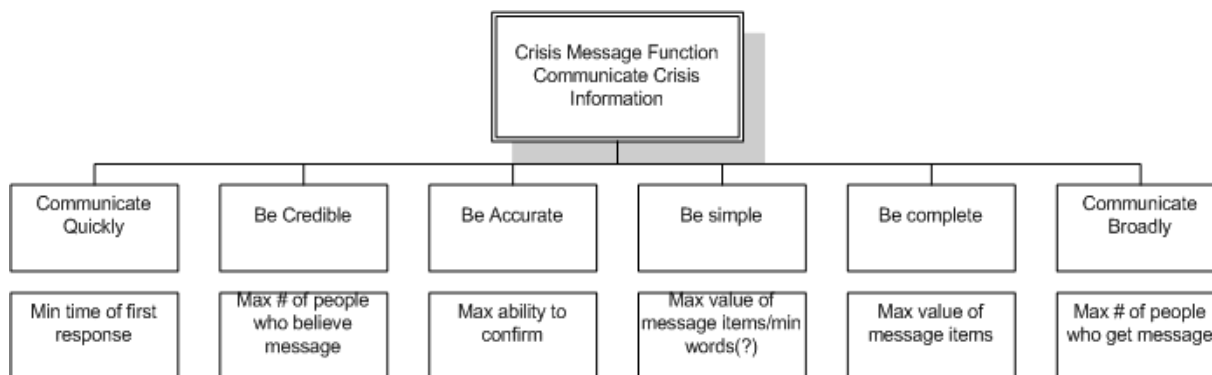 Crisis Message Function
Communicate Crisis
Information
Communicate
Quickly
Be Credible
Be Accurate
Be simple
Be complete
Communicate
Broadly
Min time of first
response
Max # of people
who believe
message
Max ability to
confirm
Max value of
message items/min
words(?)
Max value of
message items
Max # of people
who get message